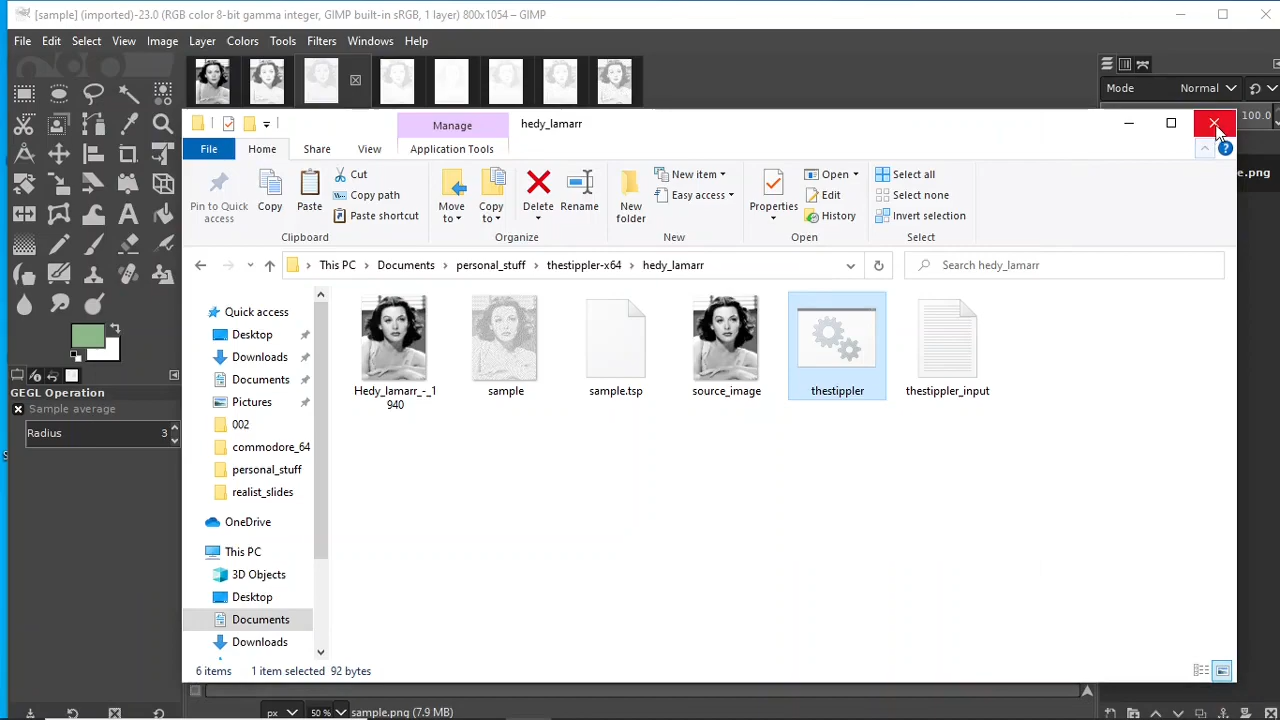 [sample] (imported)-23.0 (RGB color 8-bit gamma integer, GIMP built-in sRGB, 1 layer) 800x1054 – GIMP
File Edit Select View Image Layer Colors Tools Filters Windows Help
Mode Normal
100.0
e.png
Manage hedy_lamarr
File Home Share View Application Tools
Pin to Quick access
Copy
Paste
Cut
Copy path
Paste shortcut
Clipboard
Move to
Copy to
Delete
Rename
Organize
New folder
New item
Easy access
New
Properties
Open
Edit
History
Open
Select all
Select none
Invert selection
Select
This PC Documents personal_stuff thestippler-x64 hedy_lamarr
Search hedy_lamarr
Quick access
Desktop
Downloads
Documents
Pictures
002
commodore_64
personal_stuff
realist_slides
OneDrive
This PC
3D Objects
Desktop
Documents
Downloads
Hedy_lamarr_-_1
940
sample
sample.tsp
source_image
thestippler
thestippler_input
6 items 1 item selected 92 bytes
GEGL Operation
Sample average
Radius 3
px 50 % sample.png (7.9 MB)